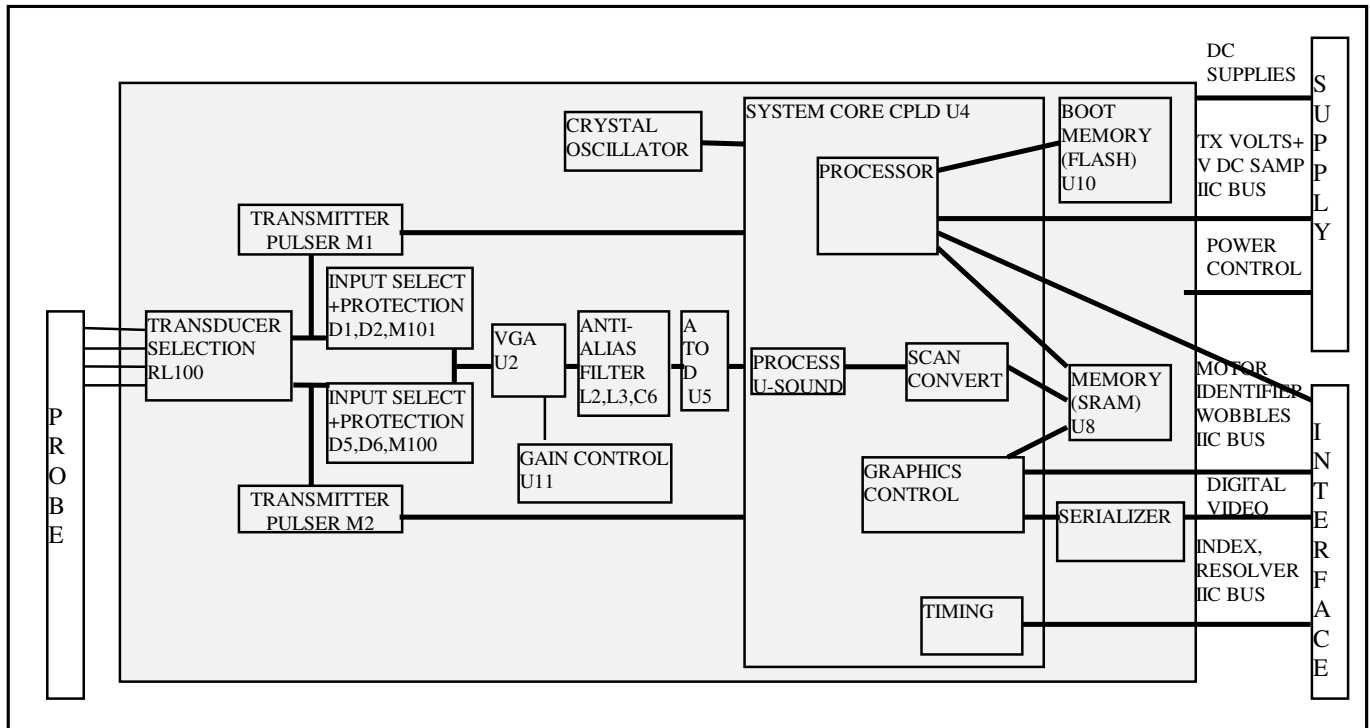 DC
SUPPLIES
SUPPLY
SYSTEM CORE CPLD U4
BOOT
MEMORY
(FLASH)
U10
CRYSTAL
OSCILLATOR
TX VOLTS+
V DC SAMP
IIC BUS
PROCESSOR
TRANSMITTER
PULSER M1
POWER
CONTROL
INPUT SELECT
+PROTECTION
D1,D2,M101
TRANSDUCER
SELECTION
RL100
VGA
U2
ANTI-
ALIAS
FILTER
L2,L3,C6
A
TO
D
U5
PROCESS
U-SOUND
SCAN
CONVERT
MEMORY
(SRAM)
U8
MOTOR
IDENTIFIER
WOBBLES
IIC BUS
INPUT SELECT
+PROTECTION
D5,D6,M100
PROBE
GAIN CONTROL
U11
GRAPHICS
CONTROL
INTERFACE
DIGITAL
VIDEO
TRANSMITTER
PULSER M2
SERIALIZER
INDEX,
RESOLVER
IIC BUS
TIMING